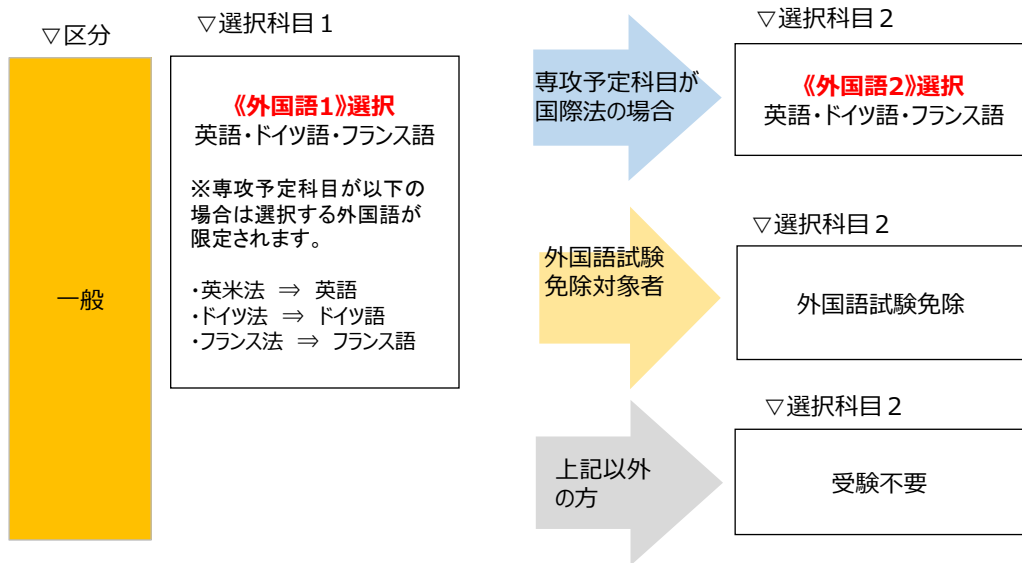 ▽区分
一般
▽選択科目1
《外国語1》選択
英語・ドイツ語・フランス語
※専攻予定科目が以下の
場合は選択する外国語が
限定されます。
・英米法 ⇒ 英語
・ドイツ法 ⇒ ドイツ語
・フランス法 ⇒ フランス語
専攻予定科目が
国際法の場合
▽選択科目2
《外国語2》選択
英語・ドイツ語・フランス語
外国語試験
免除対象者
▽選択科目2
外国語試験免除
上記以外
の方
▽選択科目2
受験不要